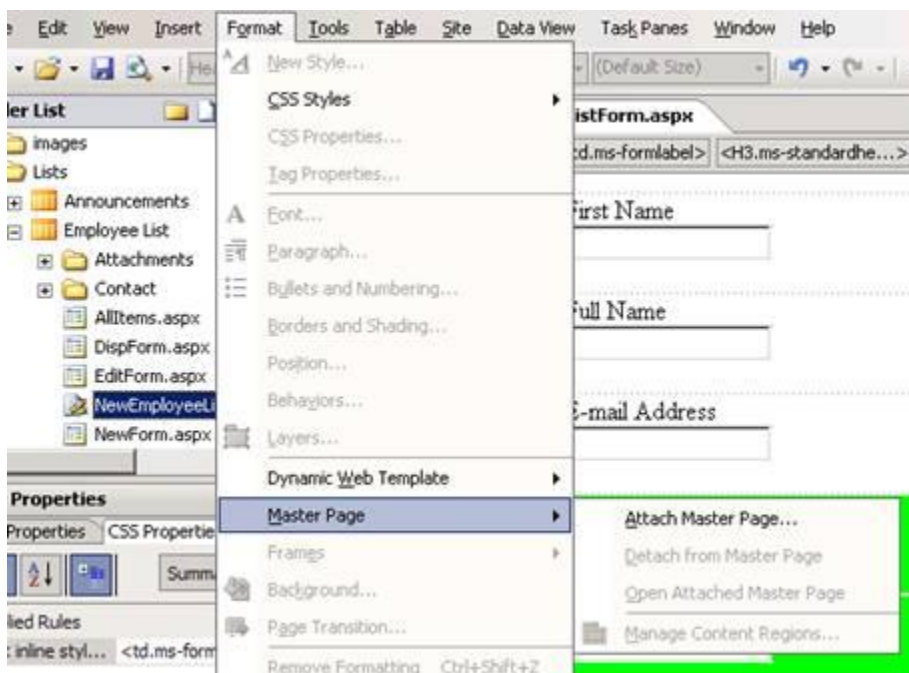 Edit View Insert Format Tools Table Site Data View Task Panes Window Help
New Style... (Default Size)
der List
CSS Styles
istForm.aspx
images
CSS Properties...
td.ms-formlabel> <H3.ms-standardhe...>
Lists
Tag Properties...
Announcements
Font...
First Name
Employee List
Paragraph...
Attachments
Contact
Bullets and Numbering...
AllItems.aspx
Borders and Shading...
Full Name
DispForm.aspx
Position...
EditForm.aspx
Behaviors...
NewEmployeeLi
E-mail Address
NewForm.aspx
Layers...
Dynamic Web Template
Properties
Master Page
Attach Master Page...
Properties CSS Propertie
Detach from Master Page
Frames
Summ
Background...
Open Attached Master Page
lied Rules
Page Transition...
Manage Content Regions...
inline styl... <td.ms-form
Remove Formatting Ctrl+Shift+Z